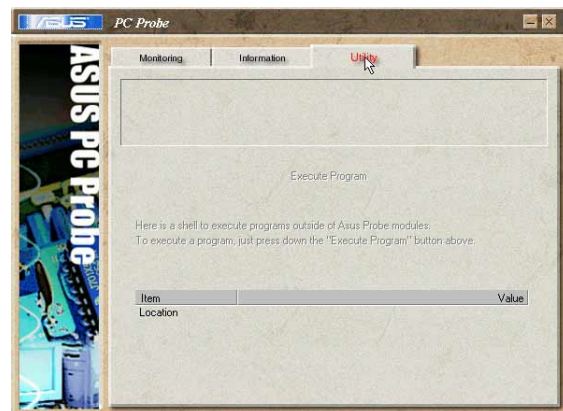 ASUS PC Probe
Monitoring Information Utility
ASUS PC Probe
Execute Program
Here is a shell to execute programs outside of Asus Probe modules.
To execute a program, just press down the "Execute Program" button above.
Item Value
Location